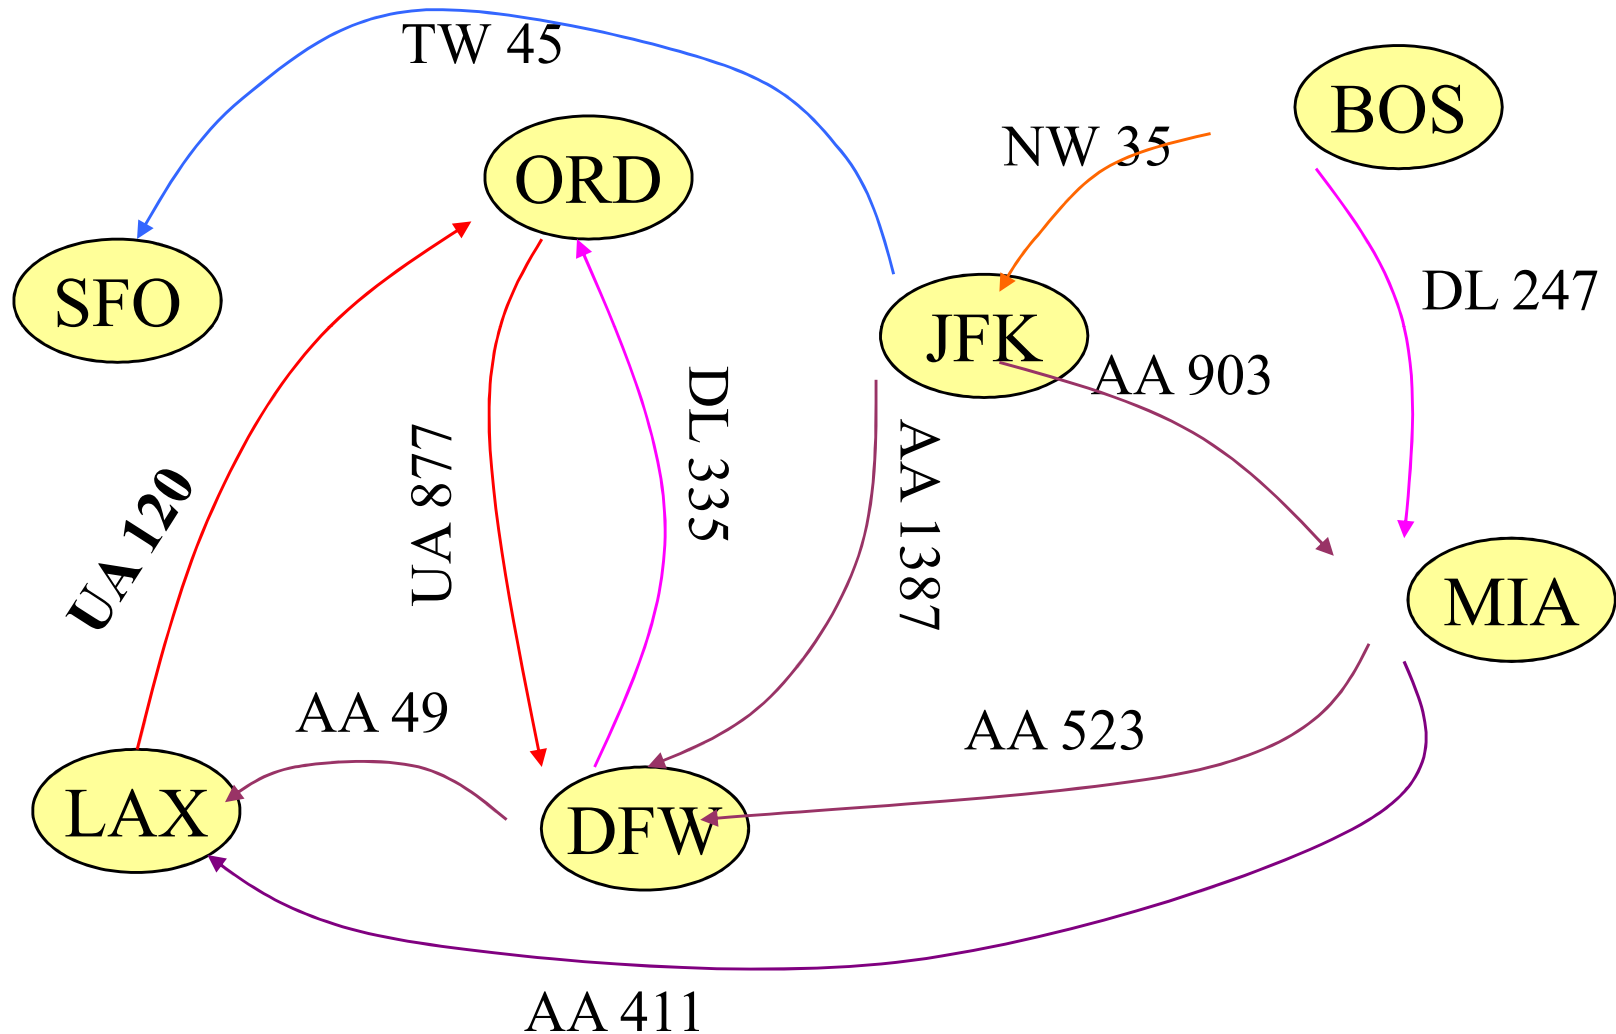 TW 45
BOS
NW 35
ORD
SFO
DL 247
JFK
AA 903
DL 335
UA 877
AA 1387
UA 120
MIA
AA 49
AA 523
LAX
DFW
AA 411